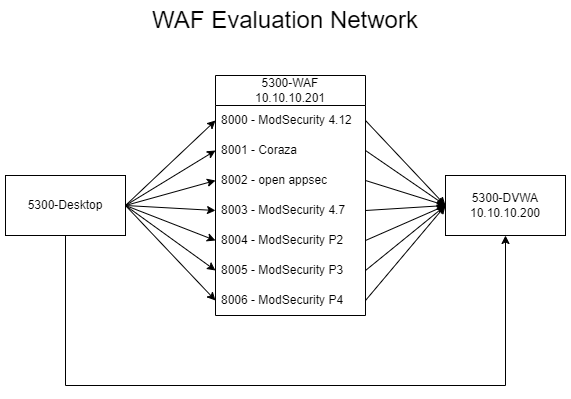 WAF Evaluation Network
5300-WAF
10.10.10.201
8000 - ModSecurity 4.12
8001 - Coraza
8002 - open appsec
8003 - ModSecurity 4.7
8004 - ModSecurity P2
8005 - ModSecurity P3
8006 - ModSecurity P4
5300-Desktop
5300-DVWA
10.10.10.200